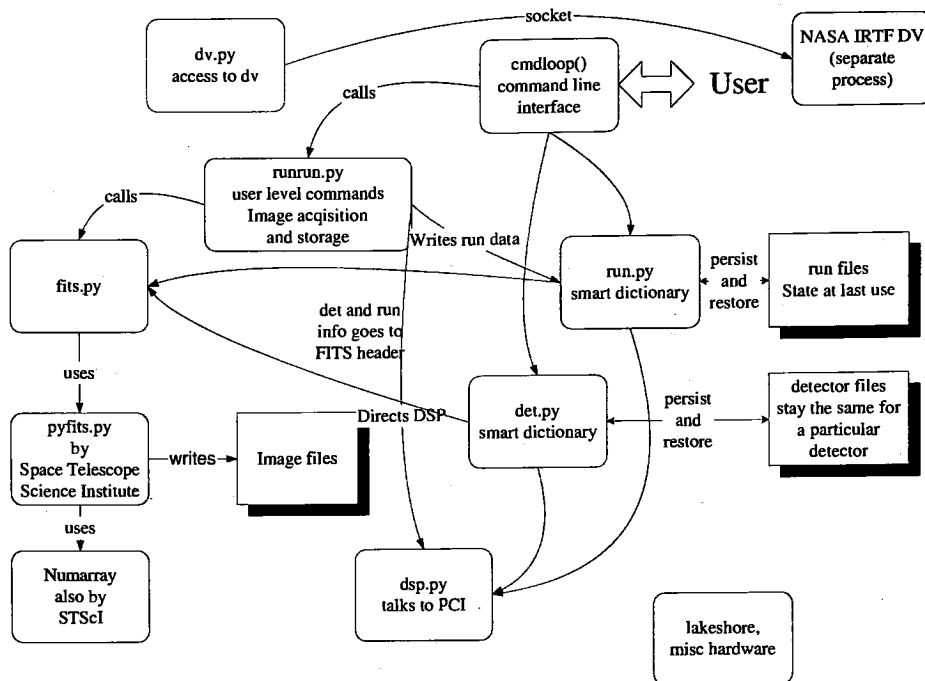 socket
NASA IRTF DV
(separate
process)
dv.py
access to dv
cmdloop()
command line
interface
User
calls
runrun.py
user level commands
Image acqisition
and storage
calls
Writes run data
fits.py
run.py
smart dictionary
persist
and
restore
run files
State at last use
det and run
info goes to
FITS header
uses
Directs DSP
det.py
smart dictionary
persist
and
restore
detector files
stay the same for
a particular
detector
pyfits.py
by
Space Telescope
Science Institute
writes
Image files
uses
Numarray
also by
STScI
dsp.py
talks to PCI
lakeshore,
misc hardware